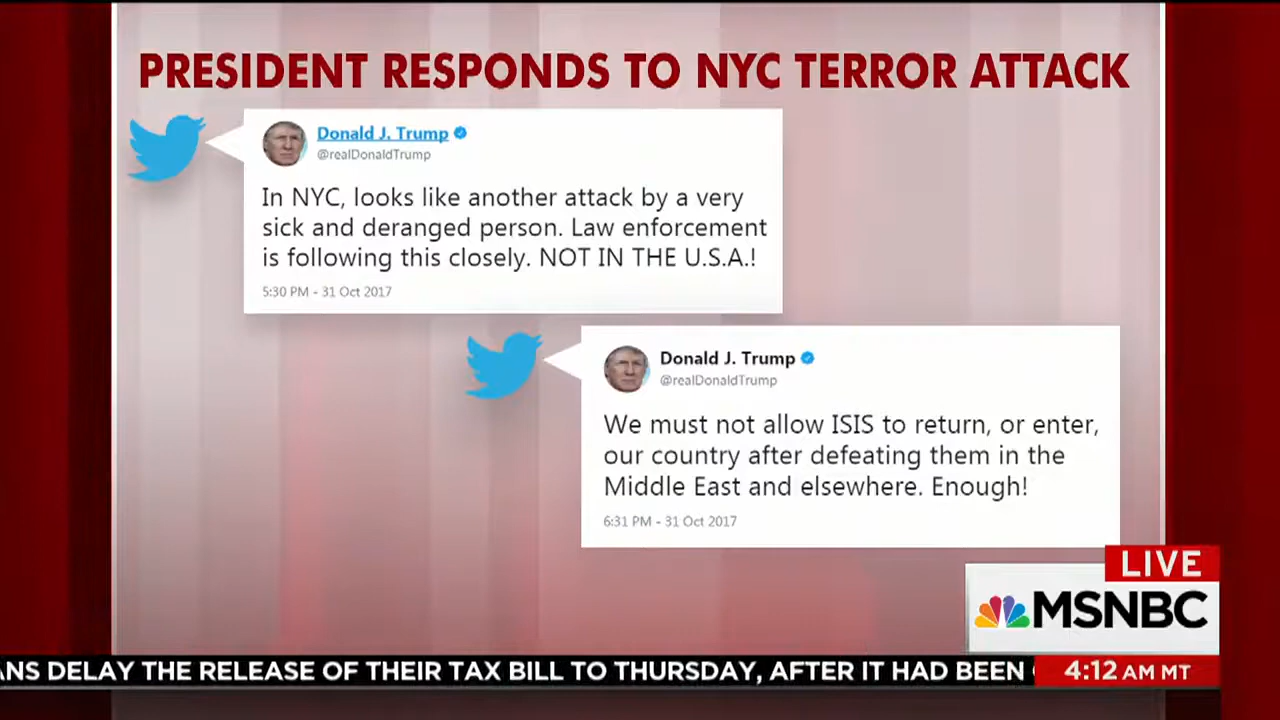 PRESIDENT RESPONDS TO NYC TERROR ATTACK
Donald J. Trump
@realDonaldTrump
In NYC, looks like another attack by a very
sick and deranged person. Law enforcement
is following this closely. NOT IN THE U.S.A.!
5:30 PM - 31 Oct 2017
Donald J. Trump
@realDonaldTrump
We must not allow ISIS to return, or enter,
our country after defeating them in the
Middle East and elsewhere. Enough!
6:31 PM - 31 Oct 2017
LIVE
MSNBC
ANS DELAY THE RELEASE OF THEIR TAX BILL TO THURSDAY, AFTER IT HAD BEEN
4:12 AM MT